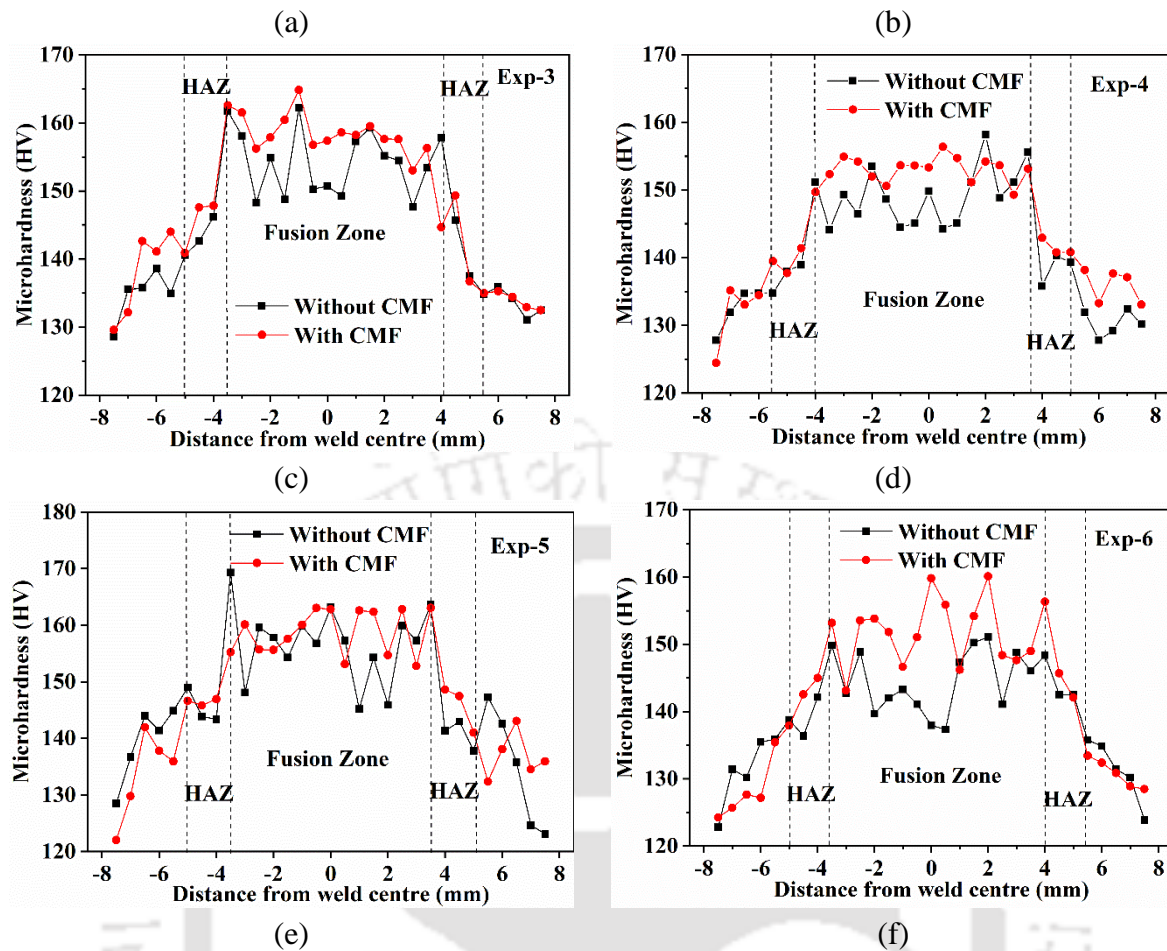 (a) (b)
170
160
150
140
130
120
-8 -6 -4 -2 0 2 4 6 8
Microhardness (HV)
Distance from weld centre (mm)
HAZ
HAZ
Exp-3
Fusion Zone
Without CMF
With CMF
170
160
150
140
130
120
-8 -6 -4 -2 0 2 4 6 8
Microhardness (HV)
Distance from weld centre (mm)
Without CMF
With CMF
Exp-4
Fusion Zone
HAZ
HAZ
(c) (d)
180
170
160
150
140
130
120
-8 -6 -4 -2 0 2 4 6 8
Microhardness (HV)
Distance from weld centre (mm)
Without CMF
With CMF
Exp-5
Fusion Zone
HAZ
HAZ
170
160
150
140
130
120
-8 -6 -4 -2 0 2 4 6 8
Microhardness (HV)
Distance from weld centre (mm)
Without CMF
With CMF
Exp-6
Fusion Zone
HAZ
HAZ
(e) (f)